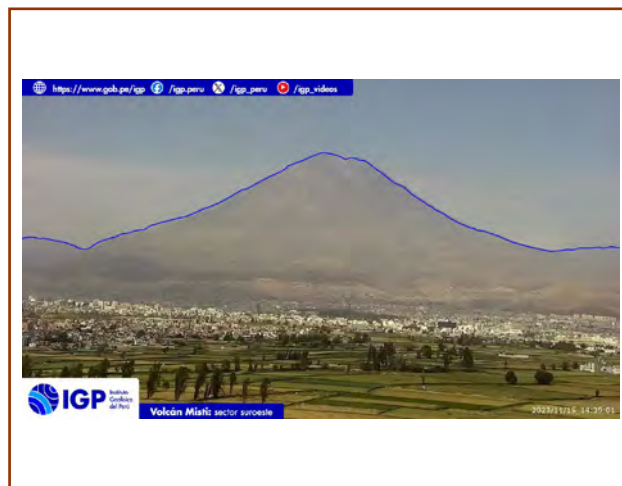 https://www.gob.pe/igp /igp.peru /igp_peru /igp_videos
IGP Instituto Geofísico del Perú
Volcán Misti: sector suroeste